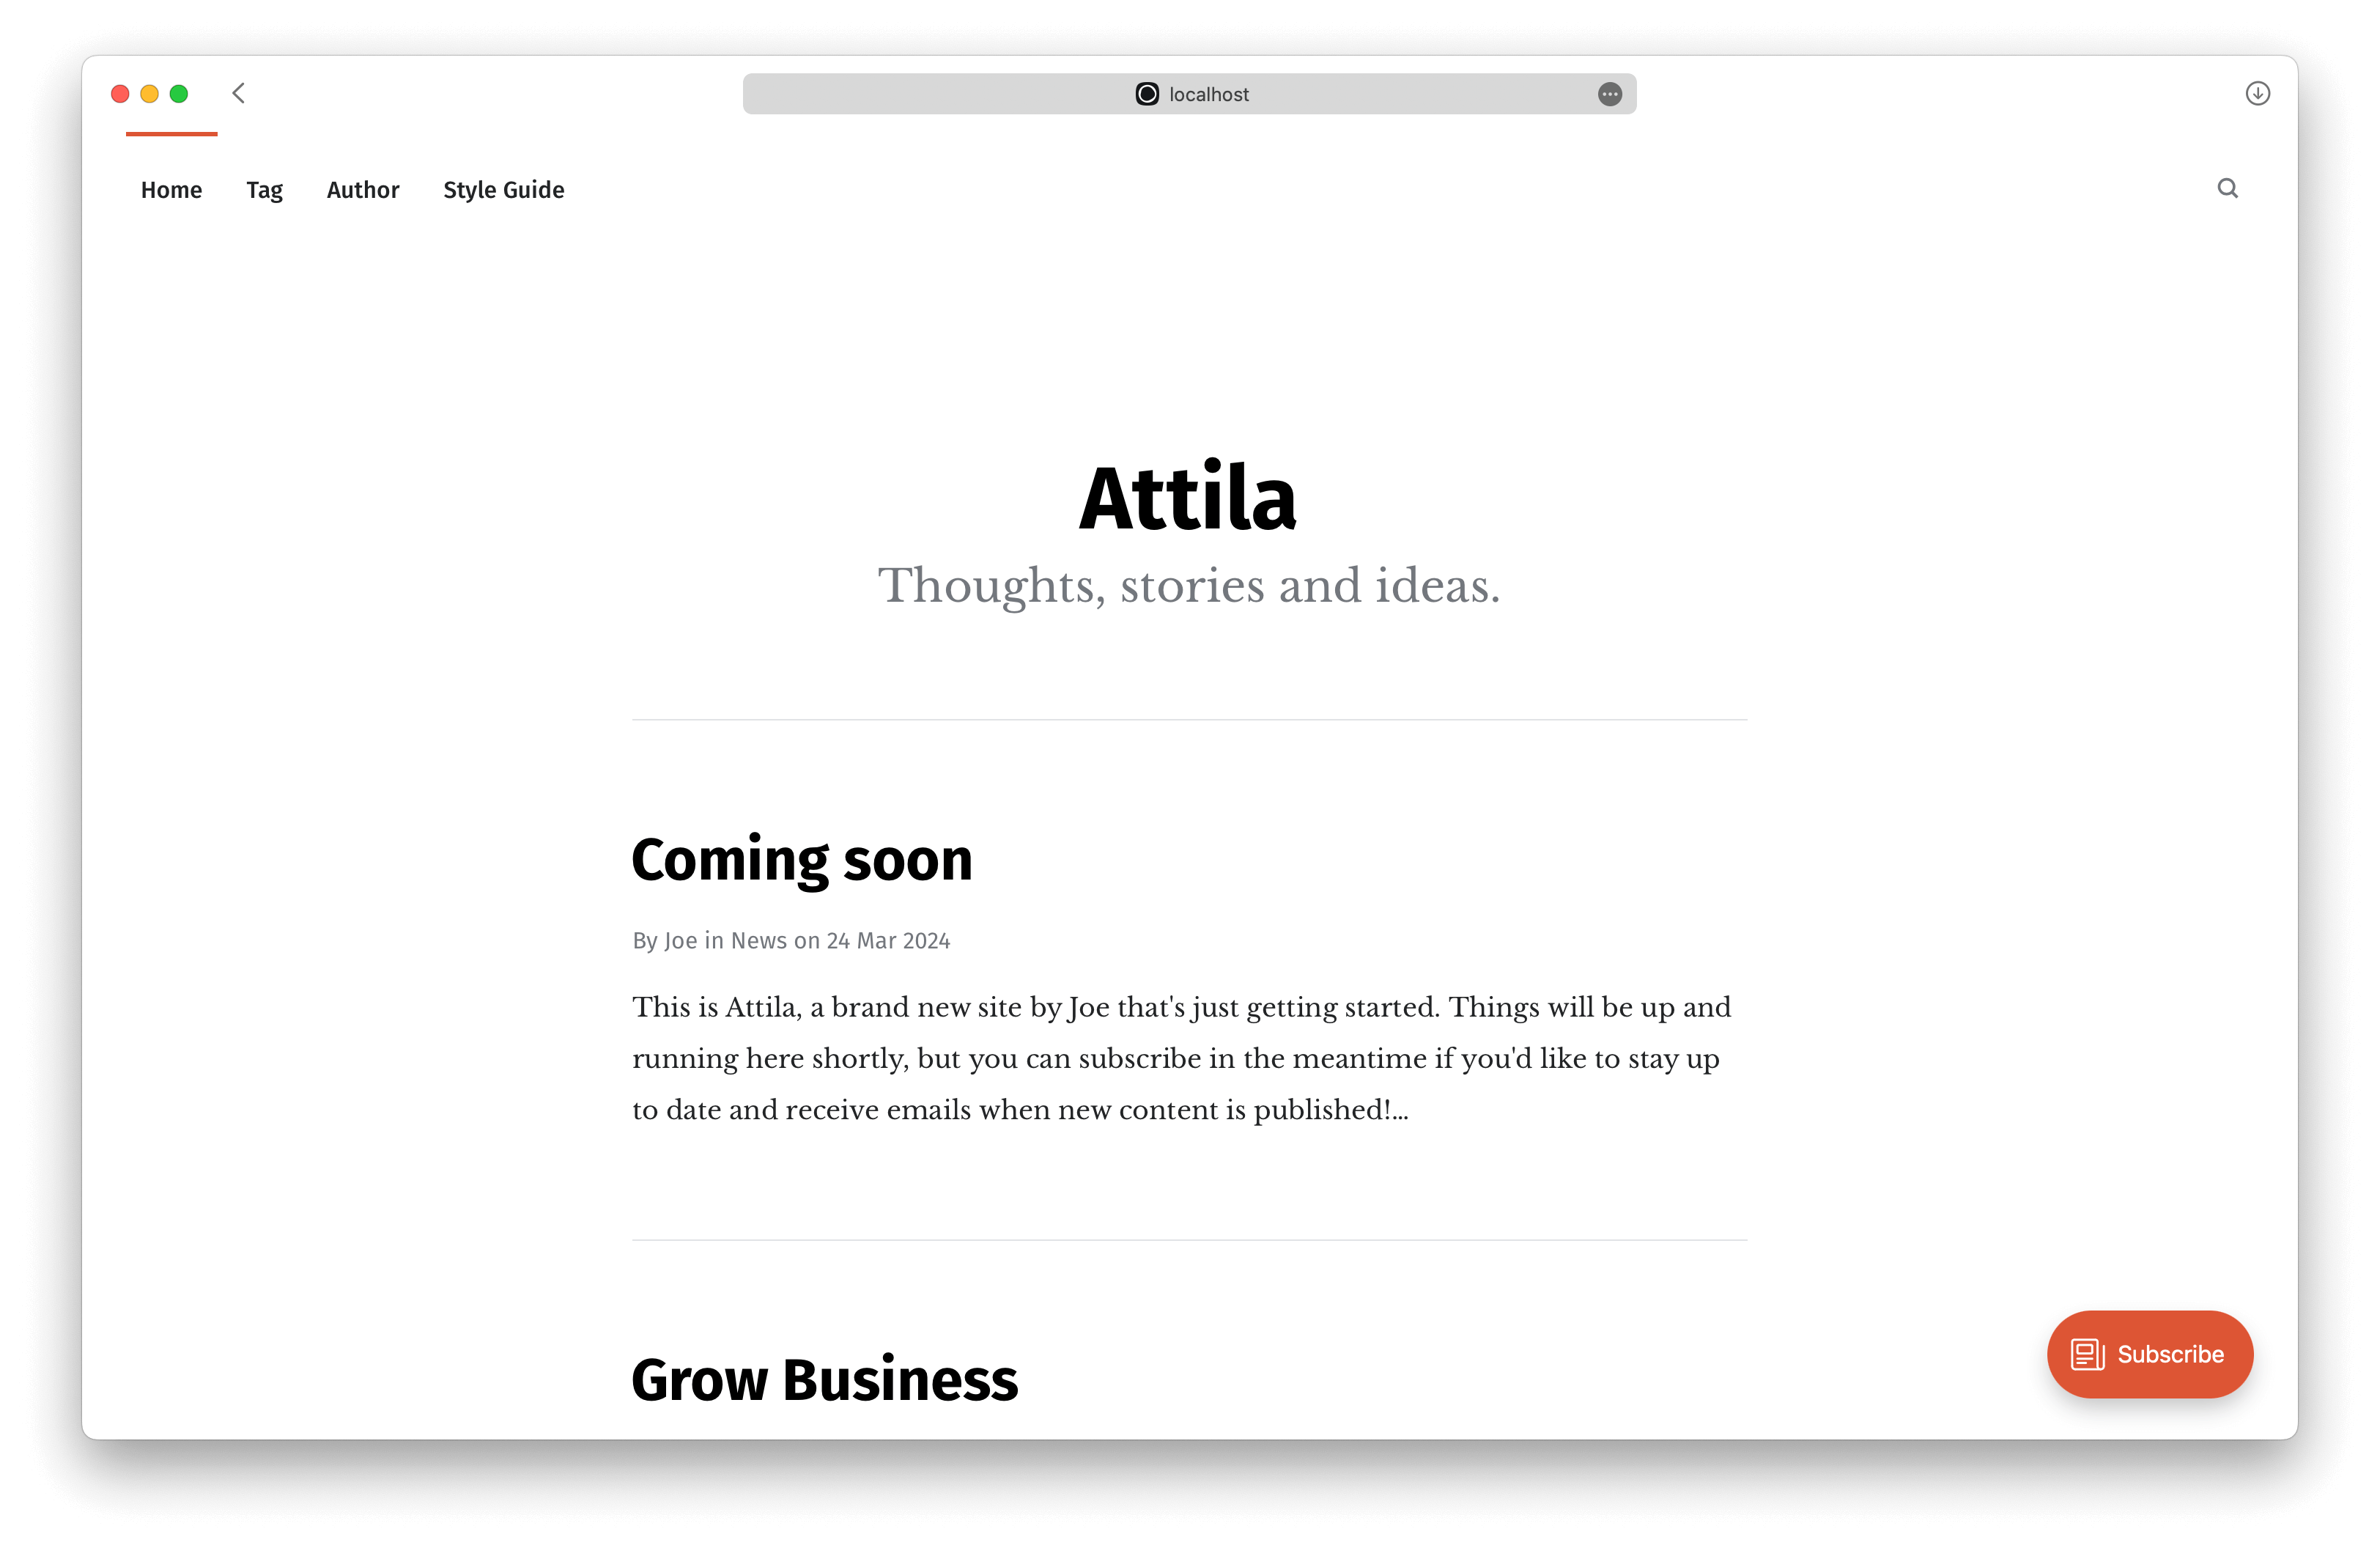 localhost
Home Tag Author Style Guide
Attila
Thoughts, stories and ideas.
Coming soon
By Joe in News on 24 Mar 2024
This is Attila, a brand new site by Joe that's just getting started. Things will be up and
running here shortly, but you can subscribe in the meantime if you'd like to stay up
to date and receive emails when new content is published!...
Grow Business
Subscribe